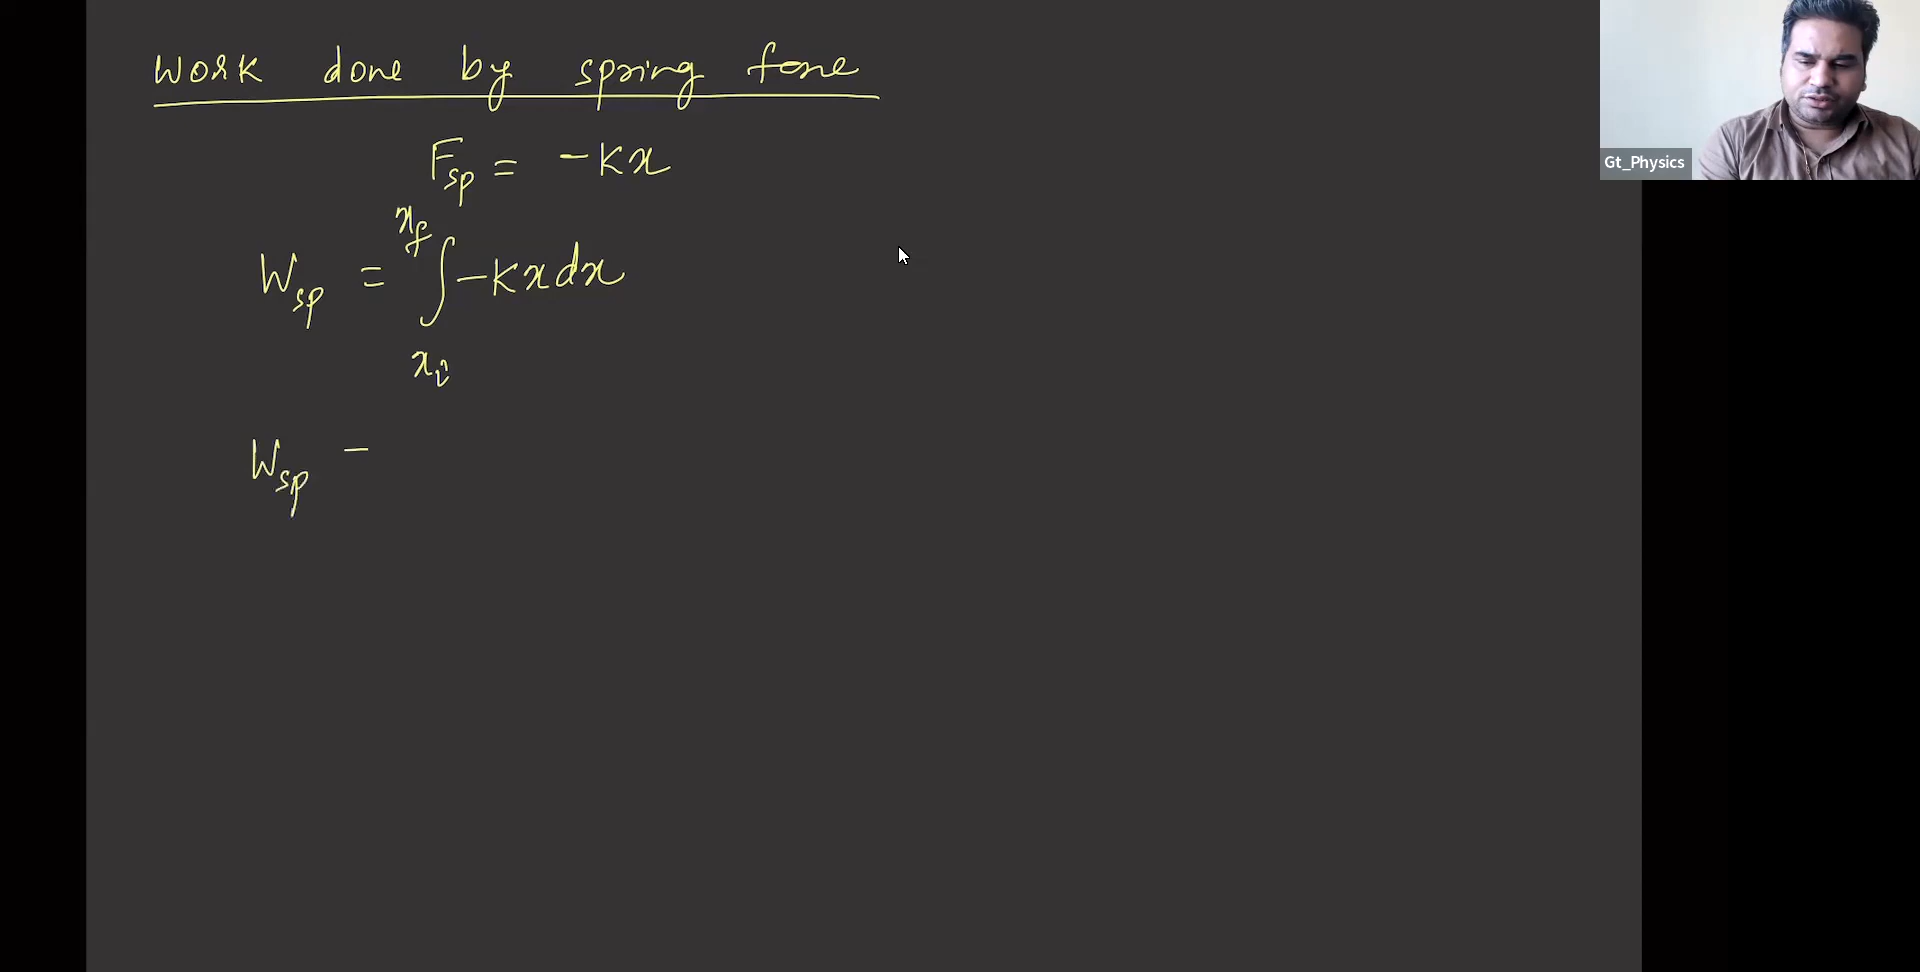 Work done by spring force
F_sp = -kx
W_sp = ∫_{x_i}^{x_f} -kx dx
W_sp -
Gt_Physics